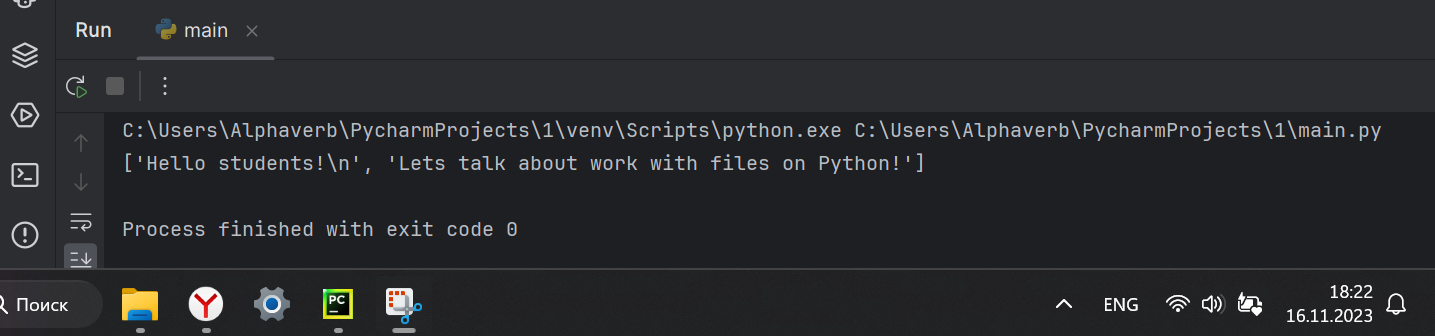 Run main
C:\Users\Alphaverb\PycharmProjects\1\venv\Scripts\python.exe C:\Users\Alphaverb\PycharmProjects\1\main.py
['Hello students!\n', 'Lets talk about work with files on Python!']
Process finished with exit code 0
Поиск
PC
ENG
18:22
16.11.2023